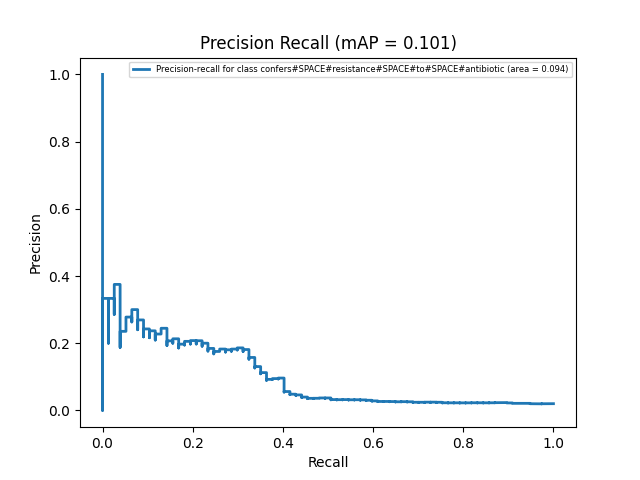 Precision Recall (mAP = 0.101)
Precision-recall for class confers#SPACE#resistance#SPACE#to#SPACE#antibiotic (area = 0.094)
1.0
0.8
0.6
0.4
0.2
0.0
Precision
0.0 0.2 0.4 0.6 0.8 1.0
Recall